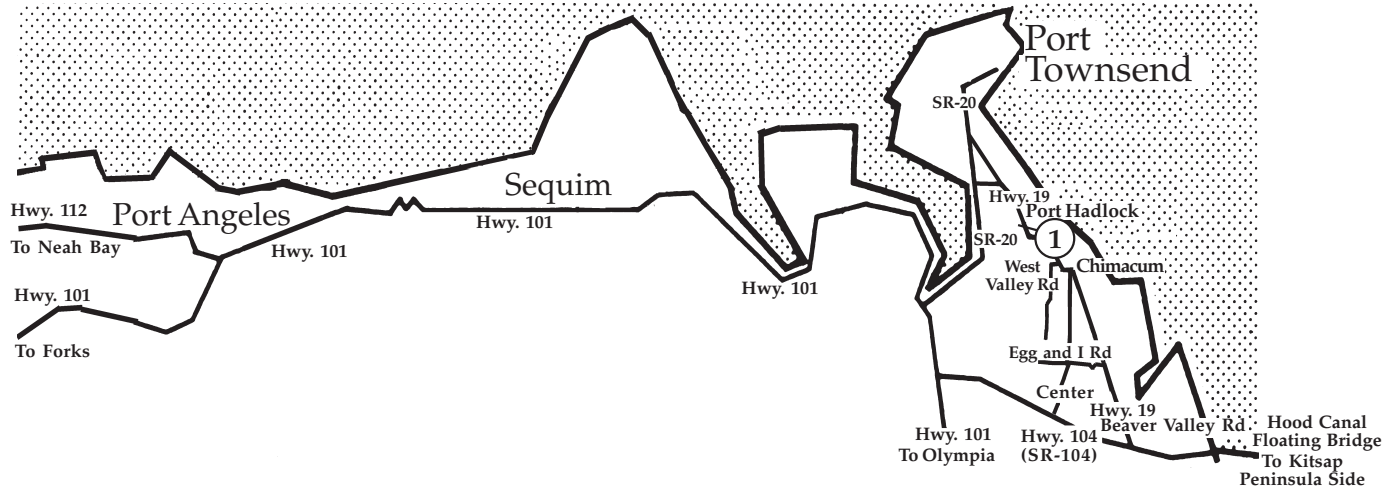 Port
Townsend
SR-20
Sequim
Hwy. 112
Port Angeles
To Neah Bay
Hwy. 101
Hwy. 101
Hwy. 19
Port Hadlock
SR-20
1
West
Valley Rd
Chimacum
Hwy. 101
Hwy. 101
To Forks
Egg and I Rd
Center
Hwy. 19
Beaver Valley Rd
Hwy. 101
To Olympia
Hwy. 104
(SR-104)
Hood Canal
Floating Bridge
To Kitsap
Peninsula Side